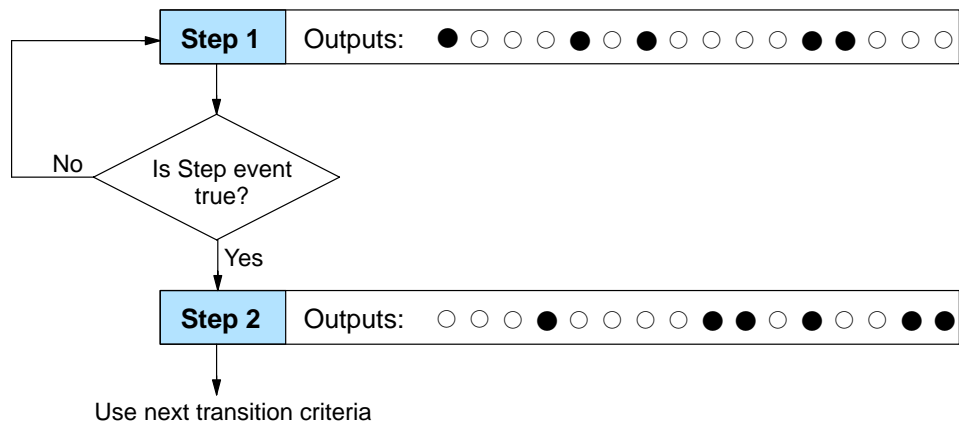 Step 1 Outputs:
No
Is Step event
true?
Yes
Step 2 Outputs:
Use next transition criteria